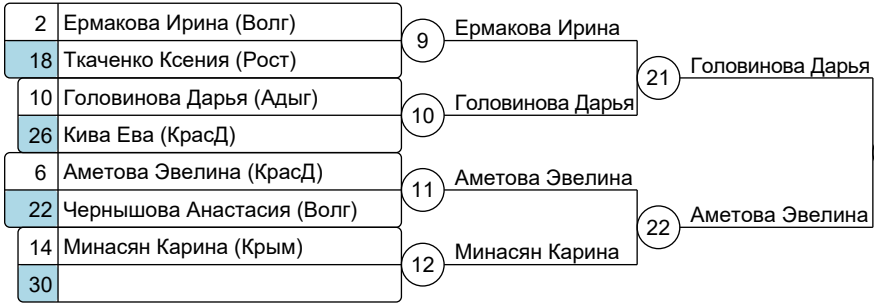 2 Ермакова Ирина (Волг)
9 Ермакова Ирина
18 Ткаченко Ксения (Рост)
21 Головинова Дарья
10 Головинова Дарья (Адыг)
10 Головинова Дарья
26 Кива Ева (КрасД)
6 Аметова Эвелина (КрасД)
11 Аметова Эвелина
22 Чернышова Анастасия (Волг)
22 Аметова Эвелина
14 Минасян Карина (Крым)
12 Минасян Карина
30